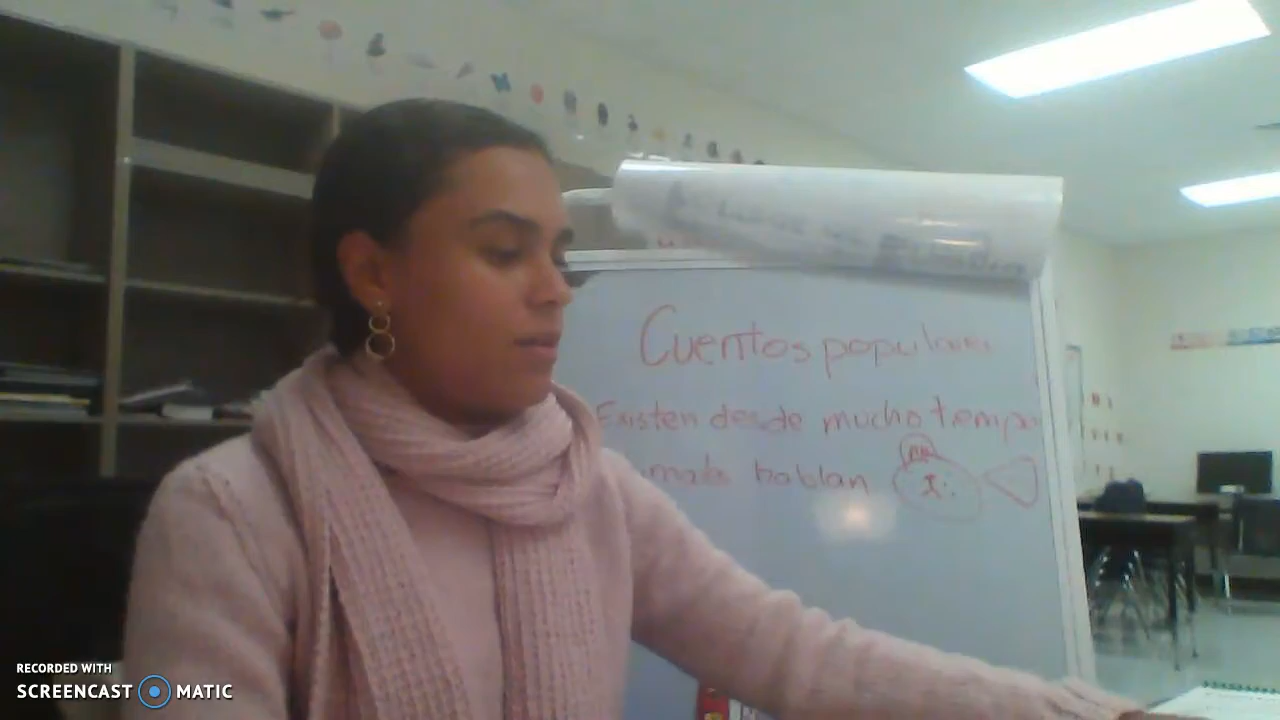 Cuentos populares
Existen desde mucho tiempo
hablan
RECORDED WITH
SCREENCAST MATIC